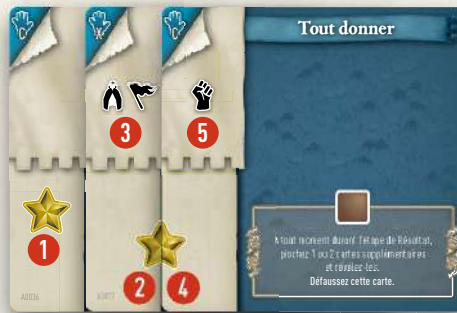 C X C
Tout donner
3 5
1
2 4
À tout moment durant l'étape de Résultat,
piochez 1 ou 2 cartes supplémentaires
et révélez-les.
Défaussez cette carte.
A0036